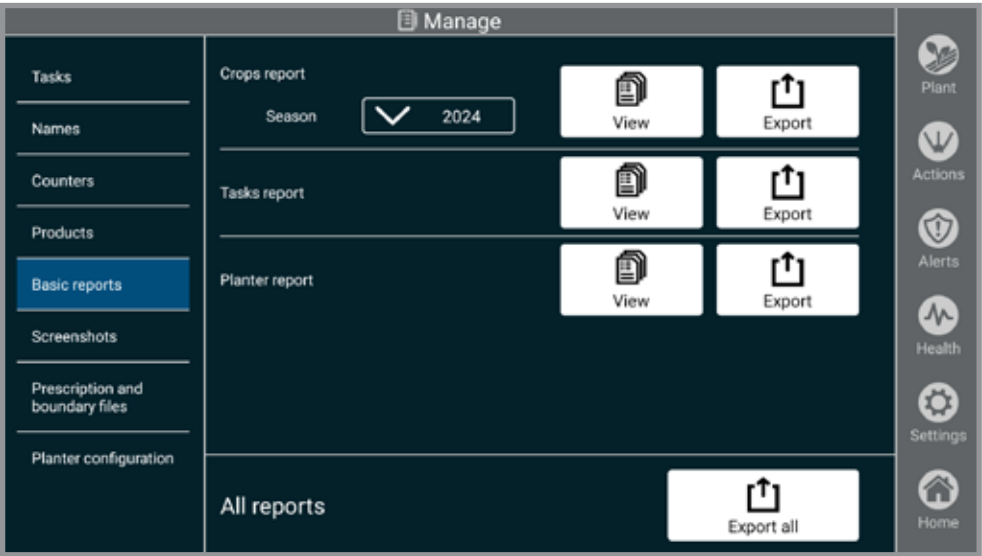 Manage
Tasks
Names
Counters
Products
Basic reports
Screenshots
Prescription and
boundary files
Planter configuration
Crops report
Season
2024
View
Export
Tasks report
View
Export
Planter report
View
Export
All reports
Export all
Plant
Actions
Alerts
Health
Settings
Home